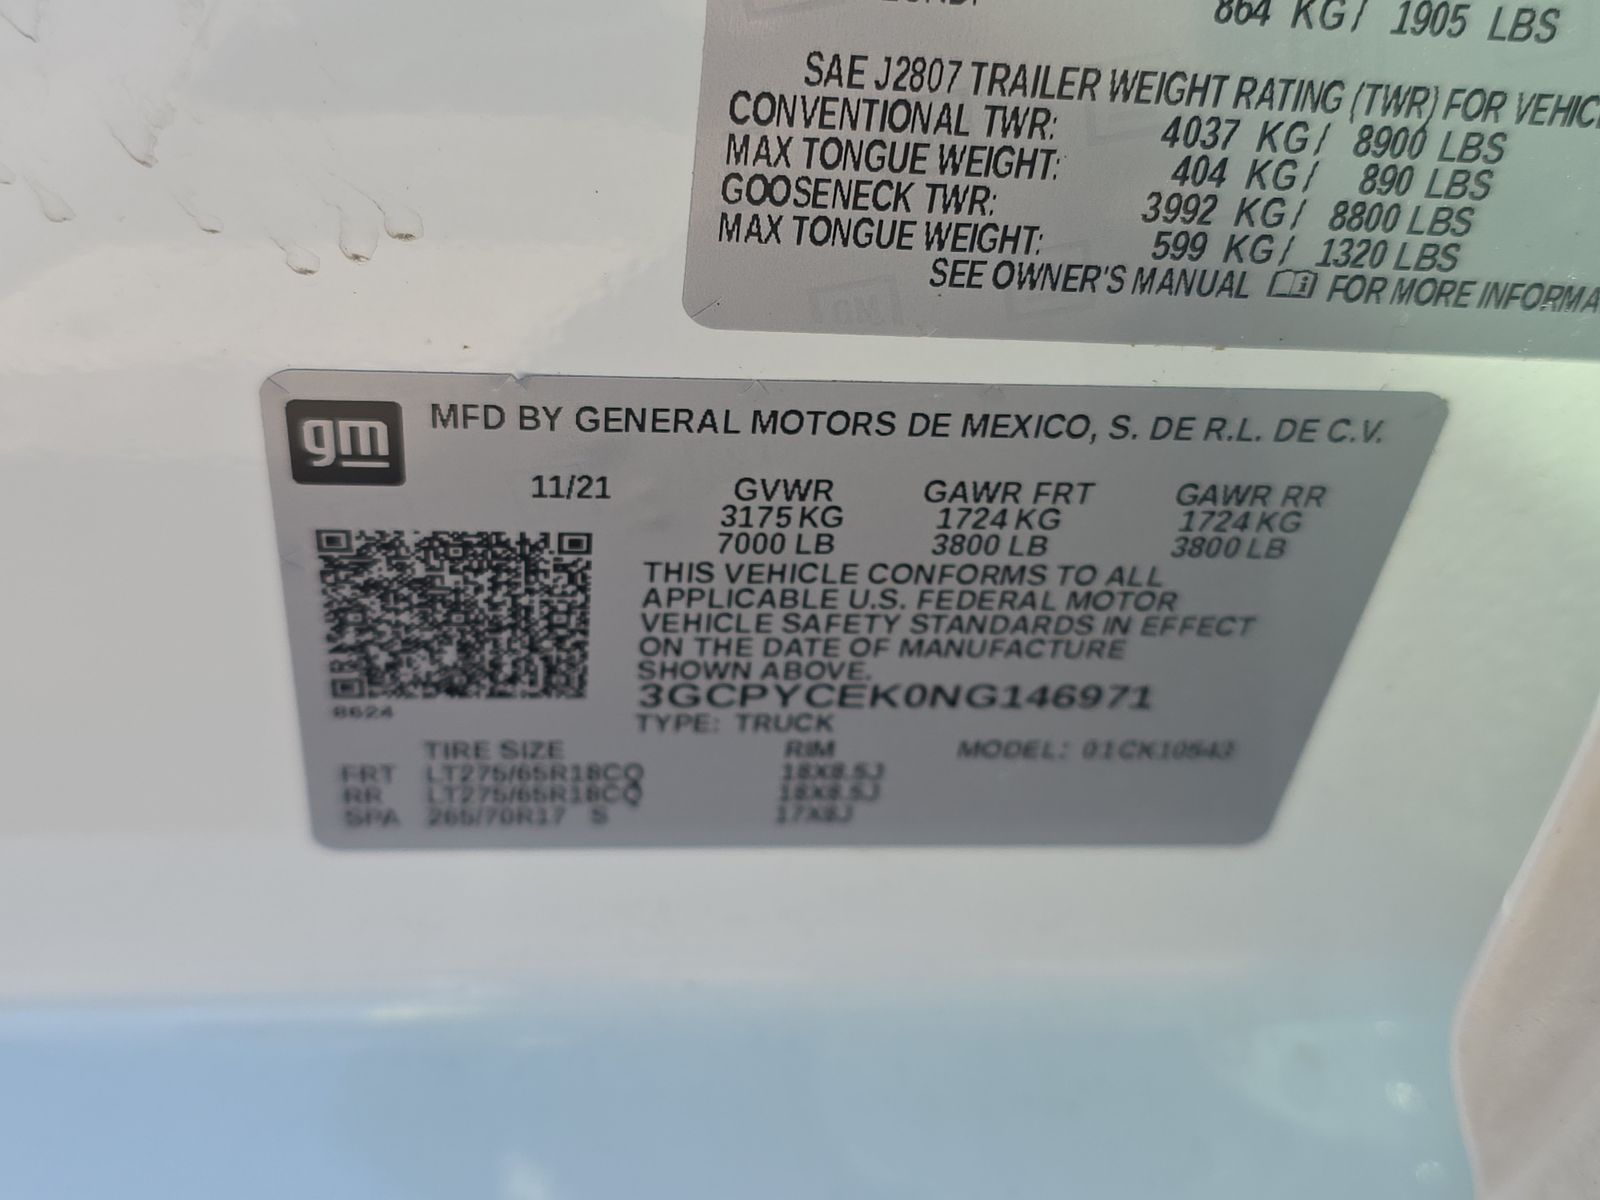 864 KG/ 1905 LBS
SAE J2807 TRAILER WEIGHT RATING (TWR) FOR VEHIC
CONVENTIONAL TWR: 4037 KG/ 8900 LBS
MAX TONGUE WEIGHT: 404 KG/ 890 LBS
GOOSENECK TWR: 3992 KG/ 8800 LBS
MAX TONGUE WEIGHT: 599 KG/ 1320 LBS
SEE OWNER'S MANUAL FOR MORE INFORMA
gm
MFD BY GENERAL MOTORS DE MEXICO, S. DE R.L. DE C.V.
11/21 GVWR GAWR FRT GAWR RR
3175 KG 1724 KG 1724 KG
7000 LB 3800 LB 3800 LB
THIS VEHICLE CONFORMS TO ALL
APPLICABLE U.S. FEDERAL MOTOR
VEHICLE SAFETY STANDARDS IN EFFECT
ON THE DATE OF MANUFACTURE
SHOWN ABOVE.
3GCPYCEK0NG146971
8624
TYPE: TRUCK
TIRE SIZE RIM MODEL: 01CK10543
FRT LT275/65R18CQ 18X8.5J
RR LT275/65R18CQ 18X8.5J
SPA 265/70R17 S 17X8J